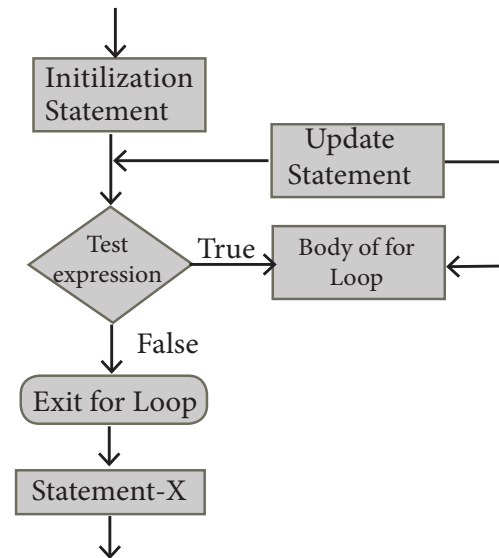 Initilization
Statement
Update
Statement
Test
expression
True
Body of for
Loop
False
Exit for Loop
Statement-X